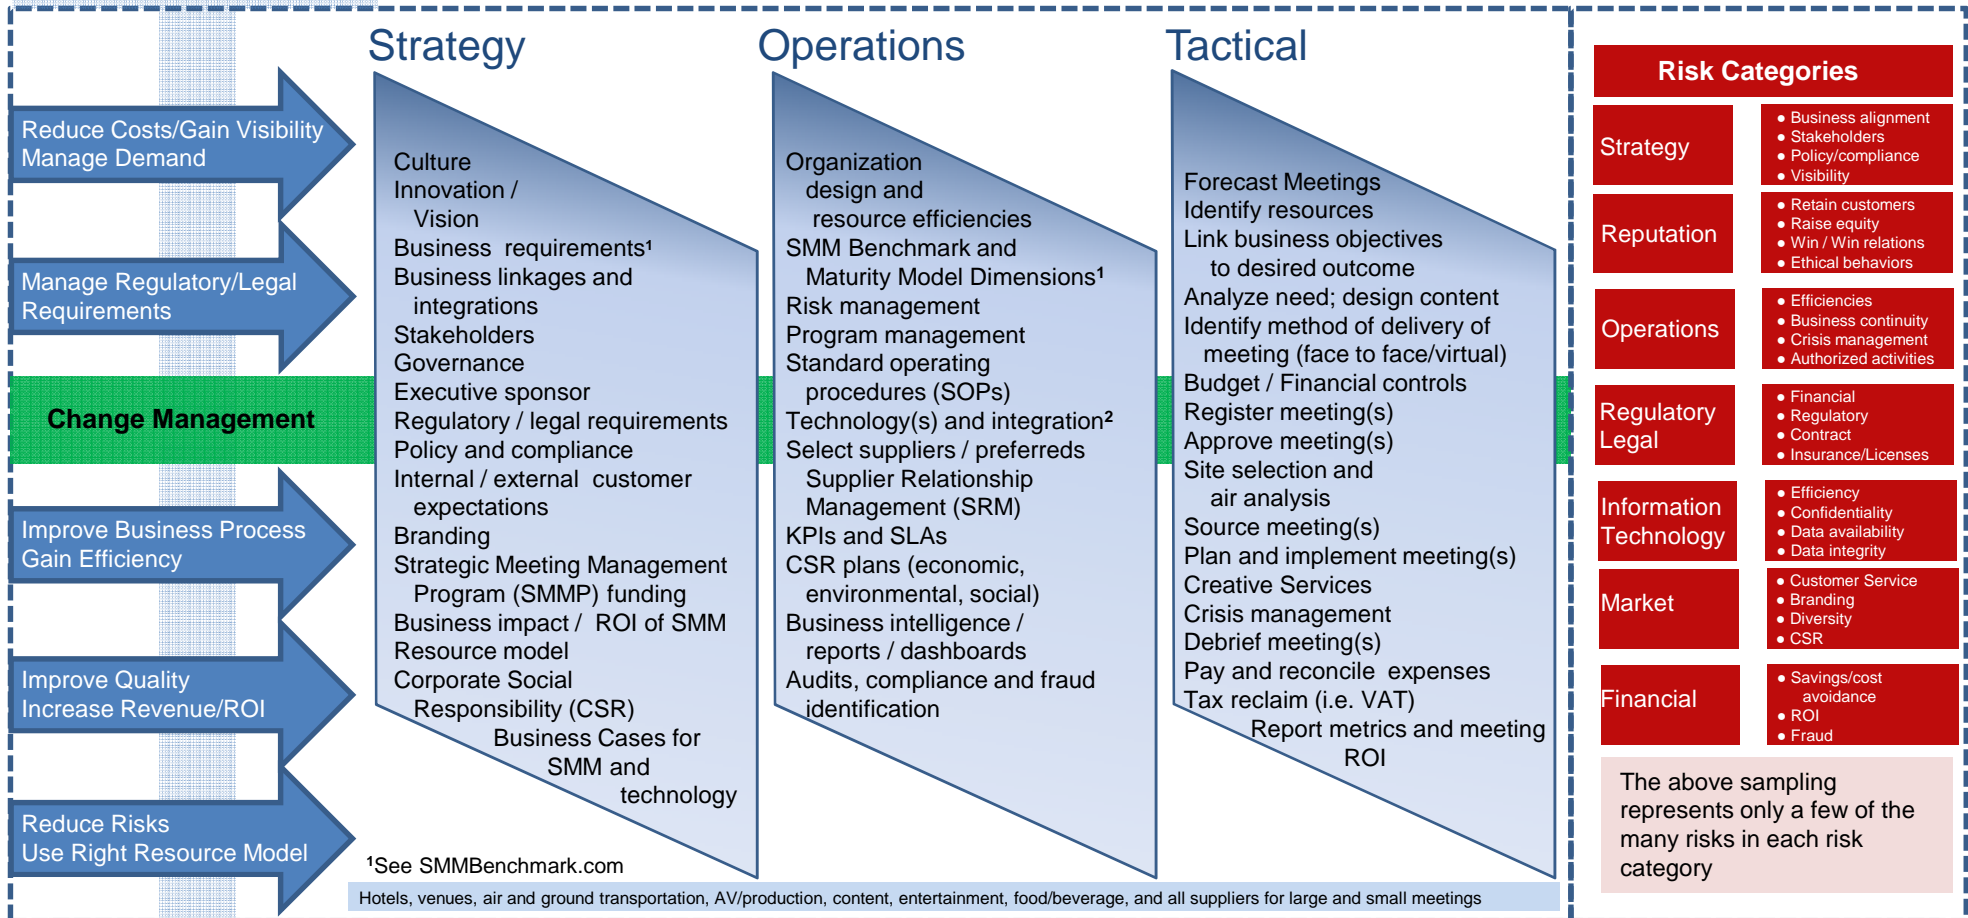 Strategy
Operations
Tactical
Reduce Costs/Gain Visibility
Manage Demand
Manage Regulatory/Legal
Requirements
Change Management
Improve Business Process
Gain Efficiency
Improve Quality
Increase Revenue/ROI
Reduce Risks
Use Right Resource Model
Culture
Innovation /
Vision
Business requirements¹
Business linkages and
integrations
Stakeholders
Governance
Executive sponsor
Regulatory / legal requirements
Policy and compliance
Internal / external customer
expectations
Branding
Strategic Meeting Management
Program (SMMP) funding
Business impact / ROI of SMM
Resource model
Corporate Social
Responsibility (CSR)
Business Cases for
SMM and
technology
Organization
design and
resource efficiencies
SMM Benchmark and
Maturity Model Dimensions¹
Risk management
Program management
Standard operating
procedures (SOPs)
Technology(s) and integration²
Select suppliers / preferreds
Supplier Relationship
Management (SRM)
KPIs and SLAs
CSR plans (economic,
environmental, social)
Business intelligence /
reports / dashboards
Audits, compliance and fraud
identification
Forecast Meetings
Identify resources
Link business objectives
to desired outcome
Analyze need; design content
Identify method of delivery of
meeting (face to face/virtual)
Budget / Financial controls
Register meeting(s)
Approve meeting(s)
Site selection and
air analysis
Source meeting(s)
Plan and implement meeting(s)
Creative Services
Crisis management
Debrief meeting(s)
Pay and reconcile expenses
Tax reclaim (i.e. VAT)
Report metrics and meeting
ROI
¹See SMMBenchmark.com
Hotels, venues, air and ground transportation, AV/production, content, entertainment, food/beverage, and all suppliers for large and small meetings
Risk Categories
Strategy
● Business alignment
● Stakeholders
● Policy/compliance
● Visibility
Reputation
● Retain customers
● Raise equity
● Win / Win relations
● Ethical behaviors
Operations
● Efficiencies
● Business continuity
● Crisis management
● Authorized activities
Regulatory
Legal
● Financial
● Regulatory
● Contract
● Insurance/Licenses
Information
Technology
● Efficiency
● Confidentiality
● Data availability
● Data integrity
Market
● Customer Service
● Branding
● Diversity
● CSR
Financial
● Savings/cost
avoidance
● ROI
● Fraud
The above sampling
represents only a few of the
many risks in each risk
category